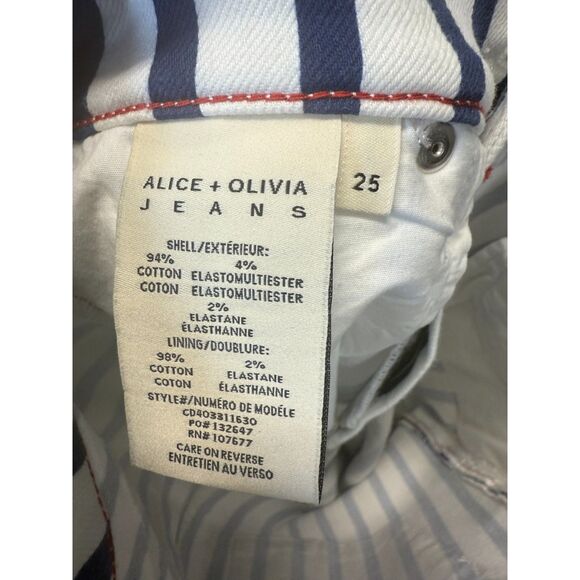 ALICE + OLIVIA
JEANS
25
SHELL/EXTÉRIEUR:
94% 4%
COTTON ELASTOMULTIESTER
COTON ELASTOMULTIESTER
2%
ELASTANE
ÉLASTHANNE
LINING/DOUBLURE:
98% 2%
COTTON ELASTANE
COTON ÉLASTHANNE
STYLE#/NUMÉRO DE MODÉLE
CD403311630
PO# 132647
RN# 107677
CARE ON REVERSE
ENTRETIEN AU VERSO